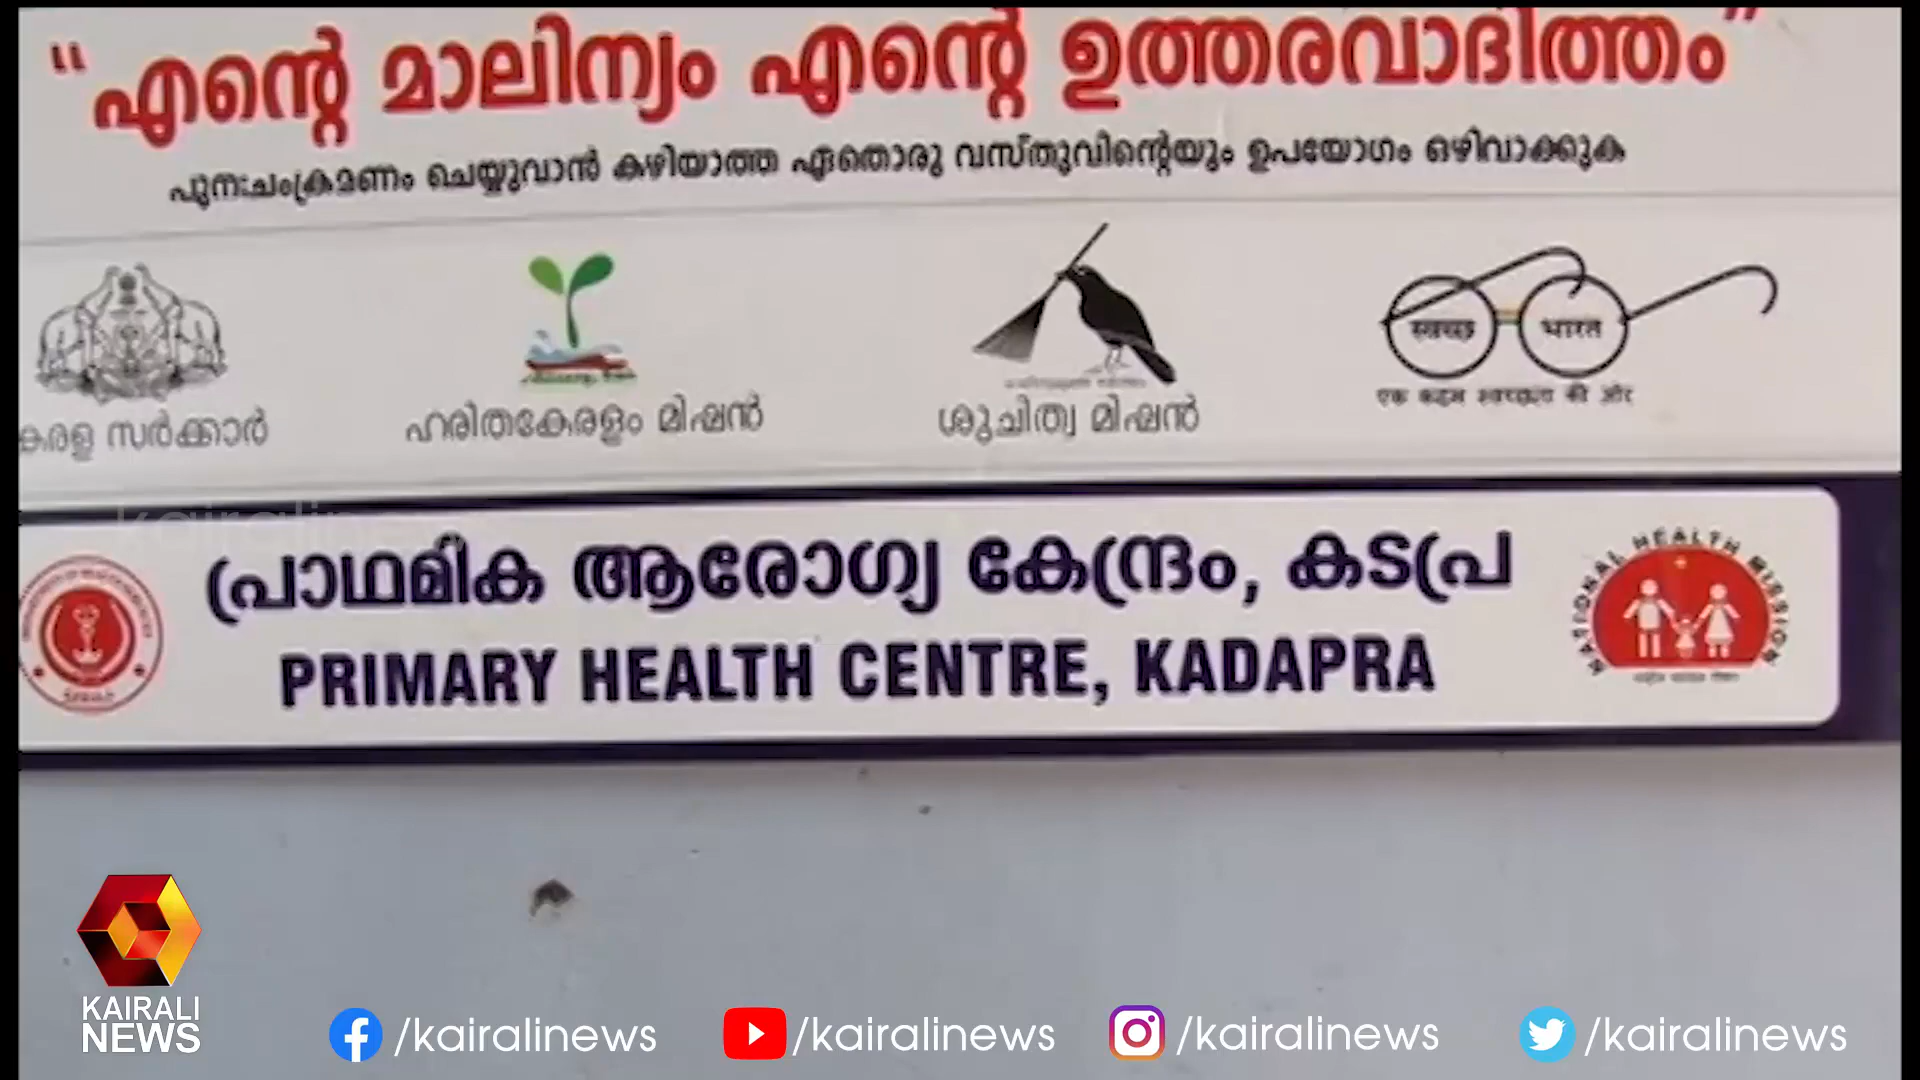 “എന്റെ മാലിന്യം എന്റെ ഉത്തരവാദിത്തം”
പുനഃചംക്രമണം ചെയ്യുവാൻ കഴിയാത്ത ഏതൊരു വസ്തുവിന്റെയും ഉപയോഗം ഒഴിവാക്കുക
स्वच्छ भारत
एक कदम स्वच्छता की ओर
കേരള സർക്കാർ
ഹരിതകേരളം മിഷൻ
ശുചിത്വ മിഷൻ
kairalinews
പ്രാഥമിക ആരോഗ്യ കേന്ദ്രം, കടപ്ര
PRIMARY HEALTH CENTRE, KADAPRA
NATIONAL HEALTH MISSION
KAIRALI
NEWS
/kairalinews
/kairalinews
/kairalinews
/kairalinews